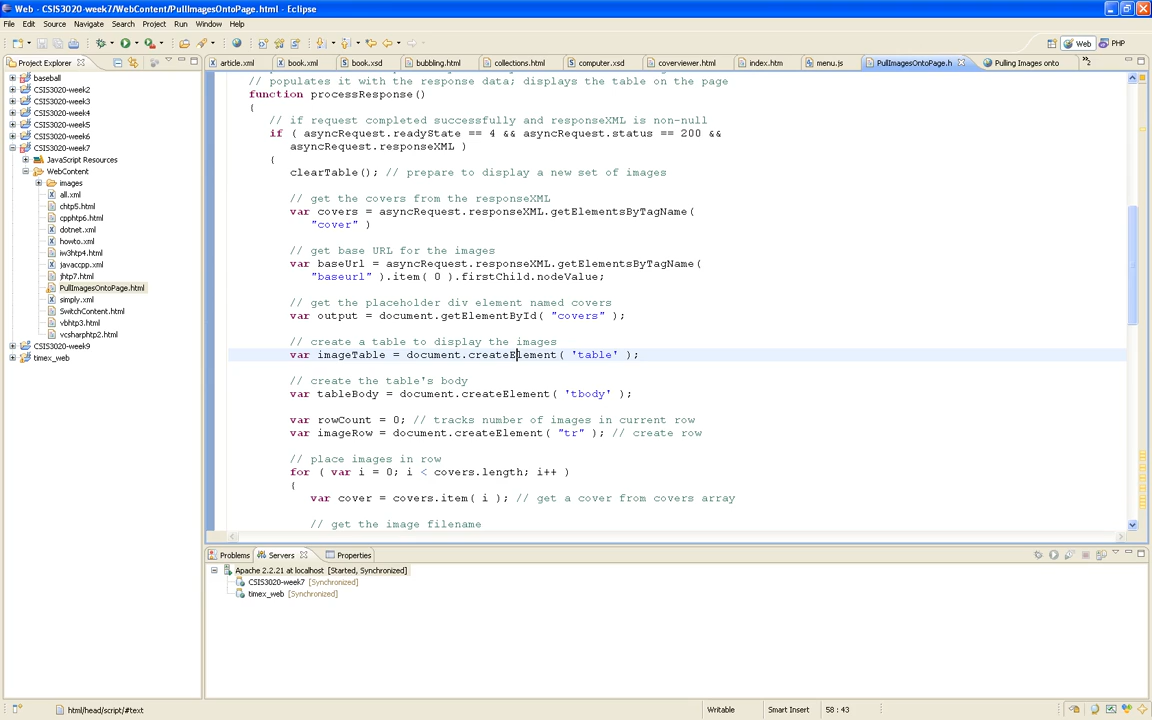 Web - CSIS3020-week7/WebContent/PullImagesOntoPage.html - Eclipse
File Edit Source Navigate Search Project Run Window Help
Web PHP
Project Explorer
article.xml book.xml book.xsd bubbling.html collections.html computer.xsd coverviewer.html index.htm menu.js PullImagesOntoPage.h Pulling Images onto »2
baseball
CSIS3020-week2
CSIS3020-week3
CSIS3020-week4
CSIS3020-week5
CSIS3020-week6
CSIS3020-week7
JavaScript Resources
WebContent
images
all.xml
chtp5.html
cpphtp6.html
dotnet.xml
howto.xml
iw3htp4.html
javaccpp.xml
jhtp7.html
PullImagesOntoPage.html
simply.xml
SwitchContent.html
vbhtp3.html
vcsharphtp2.html
CSIS3020-week9
timex_web
// populates it with the response data; displays the table on the page
function processResponse()
{
// if request completed successfully and responseXML is non-null
if ( asyncRequest.readyState == 4 && asyncRequest.status == 200 &&
asyncRequest.responseXML )
{
clearTable(); // prepare to display a new set of images
// get the covers from the responseXML
var covers = asyncRequest.responseXML.getElementsByTagName(
"cover" )
// get base URL for the images
var baseUrl = asyncRequest.responseXML.getElementsByTagName(
"baseurl" ).item( 0 ).firstChild.nodeValue;
// get the placeholder div element named covers
var output = document.getElementById( "covers" );
// create a table to display the images
var imageTable = document.createElement( 'table' );
// create the table's body
var tableBody = document.createElement( 'tbody' );
var rowCount = 0; // tracks number of images in current row
var imageRow = document.createElement( "tr" ); // create row
// place images in row
for ( var i = 0; i < covers.length; i++ )
{
var cover = covers.item( i ); // get a cover from covers array
// get the image filename
Problems Servers Properties
Apache 2.2.21 at localhost [Started, Synchronized]
CSIS3020-week7 [Synchronized]
timex_web [Synchronized]
html/head/script/#text Writable Smart Insert 58 : 43